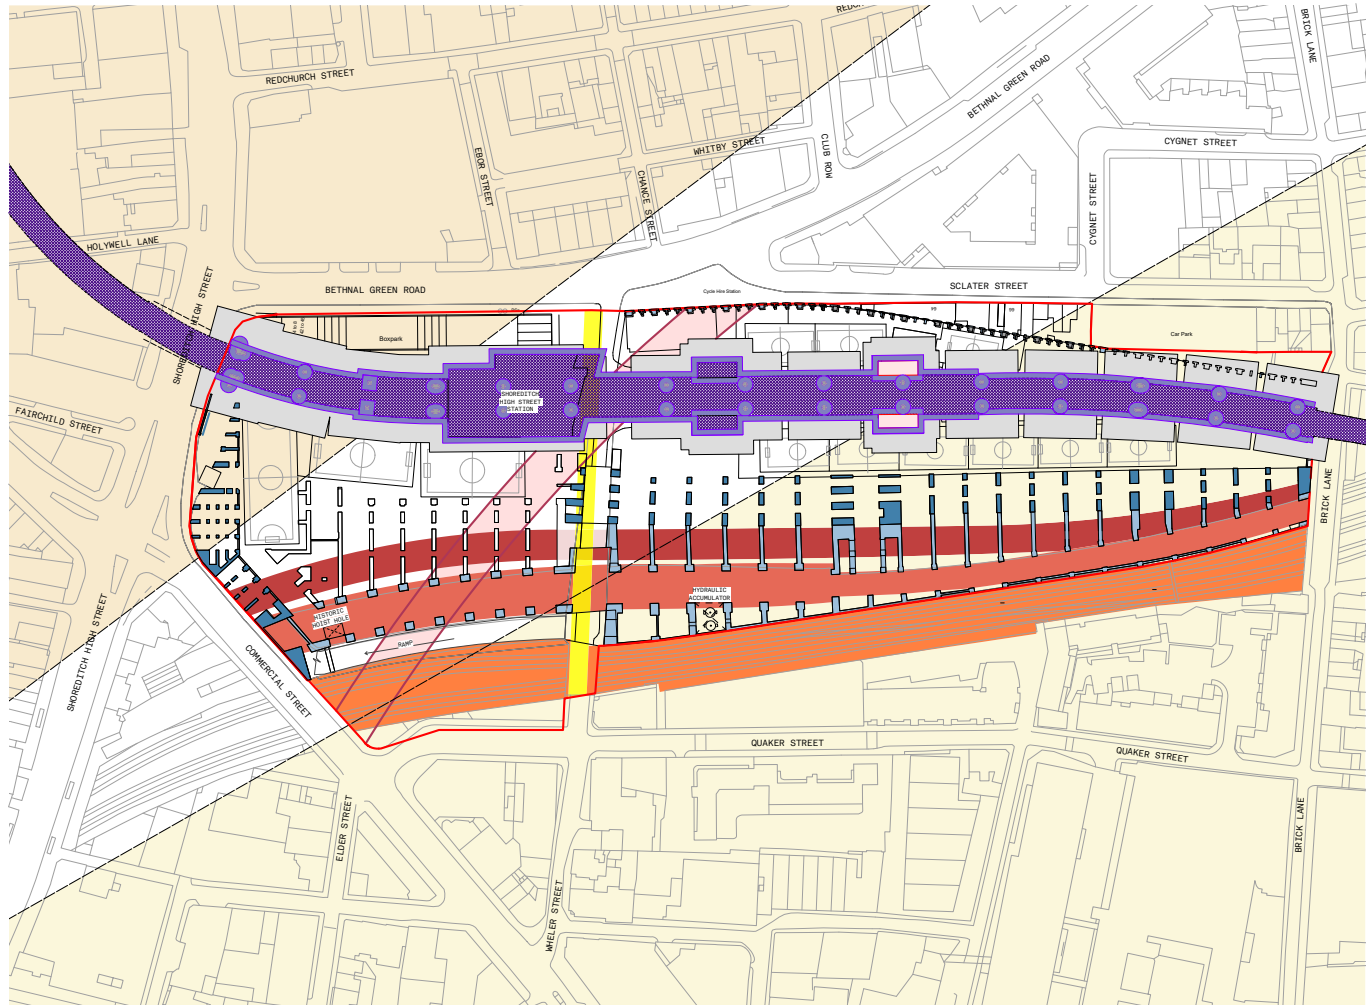 REDCHURCH STREET
BRICK LANE
BETHNAL GREEN ROAD
WHITBY STREET
CLUB ROW
CYGNET STREET
EBOR STREET
CHANCE STREET
CYGNET STREET
HOLYWELL LANE
SHOREDITCH HIGH STREET
BETHNAL GREEN ROAD
Cycle Hire Station
SCLATER STREET
Boxpark
Car Park
SHOREDITCH
HIGH STREET
STATION
FAIRCHILD STREET
BRICK LANE
HYDRAULIC
ACCUMULATOR
HISTORIC
HOIST HOLE
RAMP
SHOREDITCH HIGH STREET
COMMERCIAL STREET
QUAKER STREET
QUAKER STREET
ELDER STREET
BRICK LANE
WHELER STREET